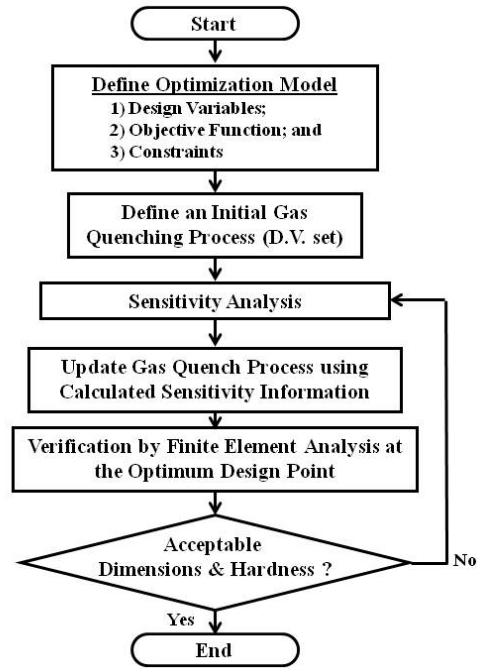 Start
Define Optimization Model
1) Design Variables;
2) Objective Function; and
3) Constraints
Define an Initial Gas
Quenching Process (D.V. set)
Sensitivity Analysis
Update Gas Quench Process using
Calculated Sensitivity Information
Verification by Finite Element Analysis at
the Optimum Design Point
Acceptable
Dimensions & Hardness ?
No
Yes
End